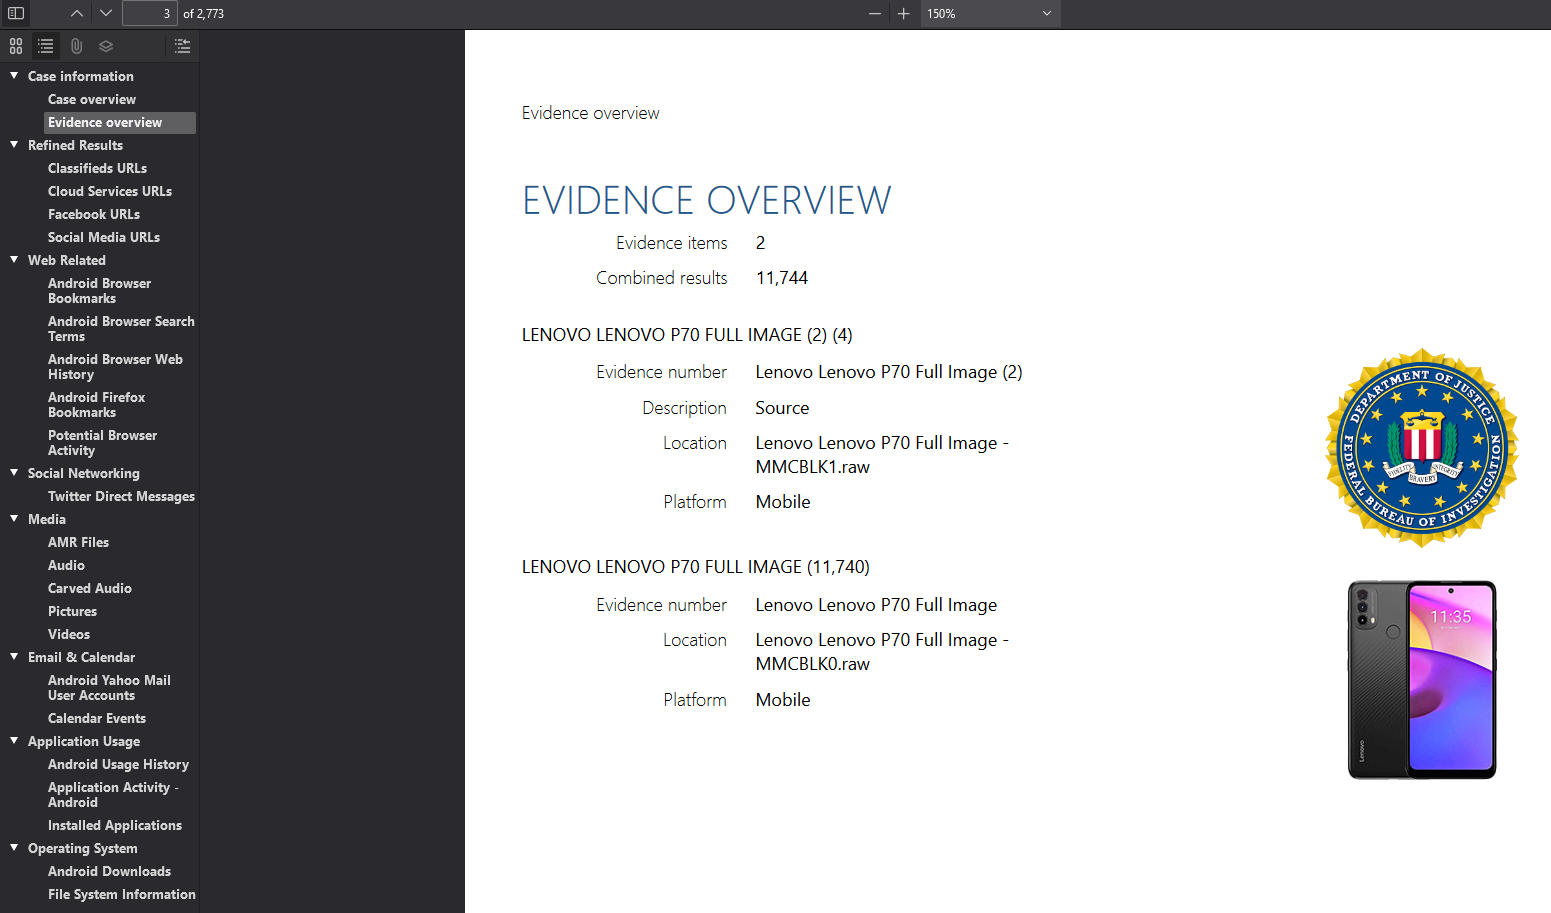 3 of 2,773
150%
Case information
Case overview
Evidence overview
Refined Results
Classifieds URLs
Cloud Services URLs
Facebook URLs
Social Media URLs
Web Related
Android Browser
Bookmarks
Android Browser Search
Terms
Android Browser Web
History
Android Firefox
Bookmarks
Potential Browser
Activity
Social Networking
Twitter Direct Messages
Media
AMR Files
Audio
Carved Audio
Pictures
Videos
Email & Calendar
Android Yahoo Mail
User Accounts
Calendar Events
Application Usage
Android Usage History
Application Activity -
Android
Installed Applications
Operating System
Android Downloads
File System Information
Evidence overview
EVIDENCE OVERVIEW
Evidence items 2
Combined results 11,744
LENOVO LENOVO P70 FULL IMAGE (2) (4)
Evidence number Lenovo Lenovo P70 Full Image (2)
Description Source
Location Lenovo Lenovo P70 Full Image -
MMCBLK1.raw
Platform Mobile
LENOVO LENOVO P70 FULL IMAGE (11,740)
Evidence number Lenovo Lenovo P70 Full Image
Location Lenovo Lenovo P70 Full Image -
MMCBLK0.raw
Platform Mobile
DEPARTMENT OF JUSTICE
FEDERAL BUREAU OF INVESTIGATION
FIDELITY BRAVERY INTEGRITY
11:35
Lenovo